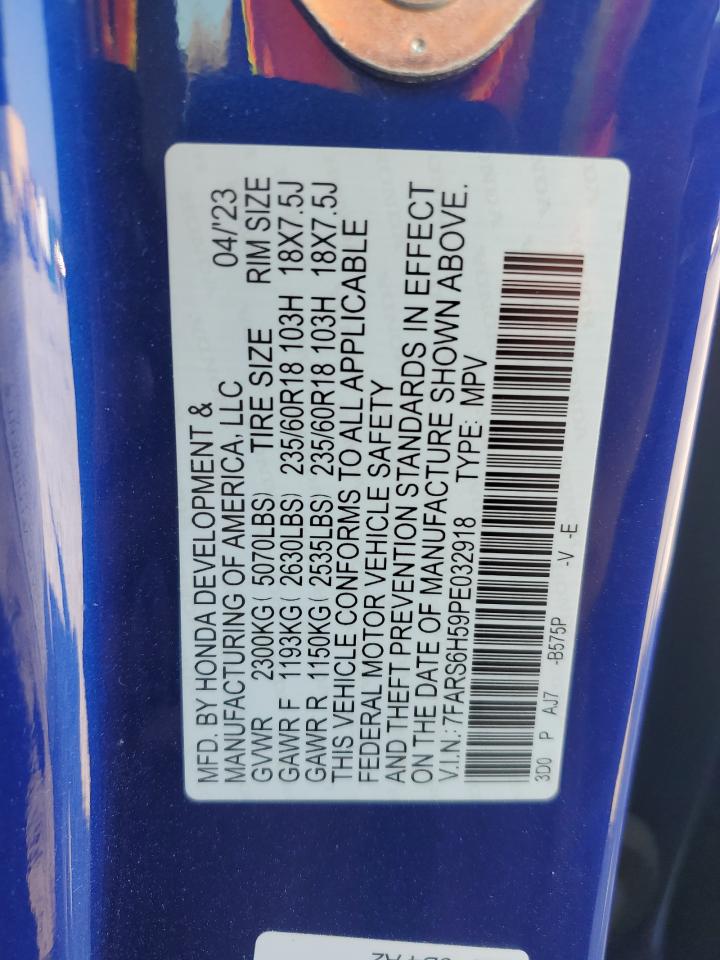 MFD. BY HONDA DEVELOPMENT & 04/'23
MANUFACTURING OF AMERICA, LLC
GVWR 2300KG( 5070LBS) TIRE SIZE RIM SIZE
GAWR F 1193KG( 2630LBS) 235/60R18 103H 18X7.5J
GAWR R 1150KG( 2535LBS) 235/60R18 103H 18X7.5J
THIS VEHICLE CONFORMS TO ALL APPLICABLE
FEDERAL MOTOR VEHICLE SAFETY
AND THEFT PREVENTION STANDARDS IN EFFECT
ON THE DATE OF MANUFACTURE SHOWN ABOVE.
V.I.N.: 7FARS6H59PE032918 TYPE: MPV
3D0 P AJ7 -B575P -V -E